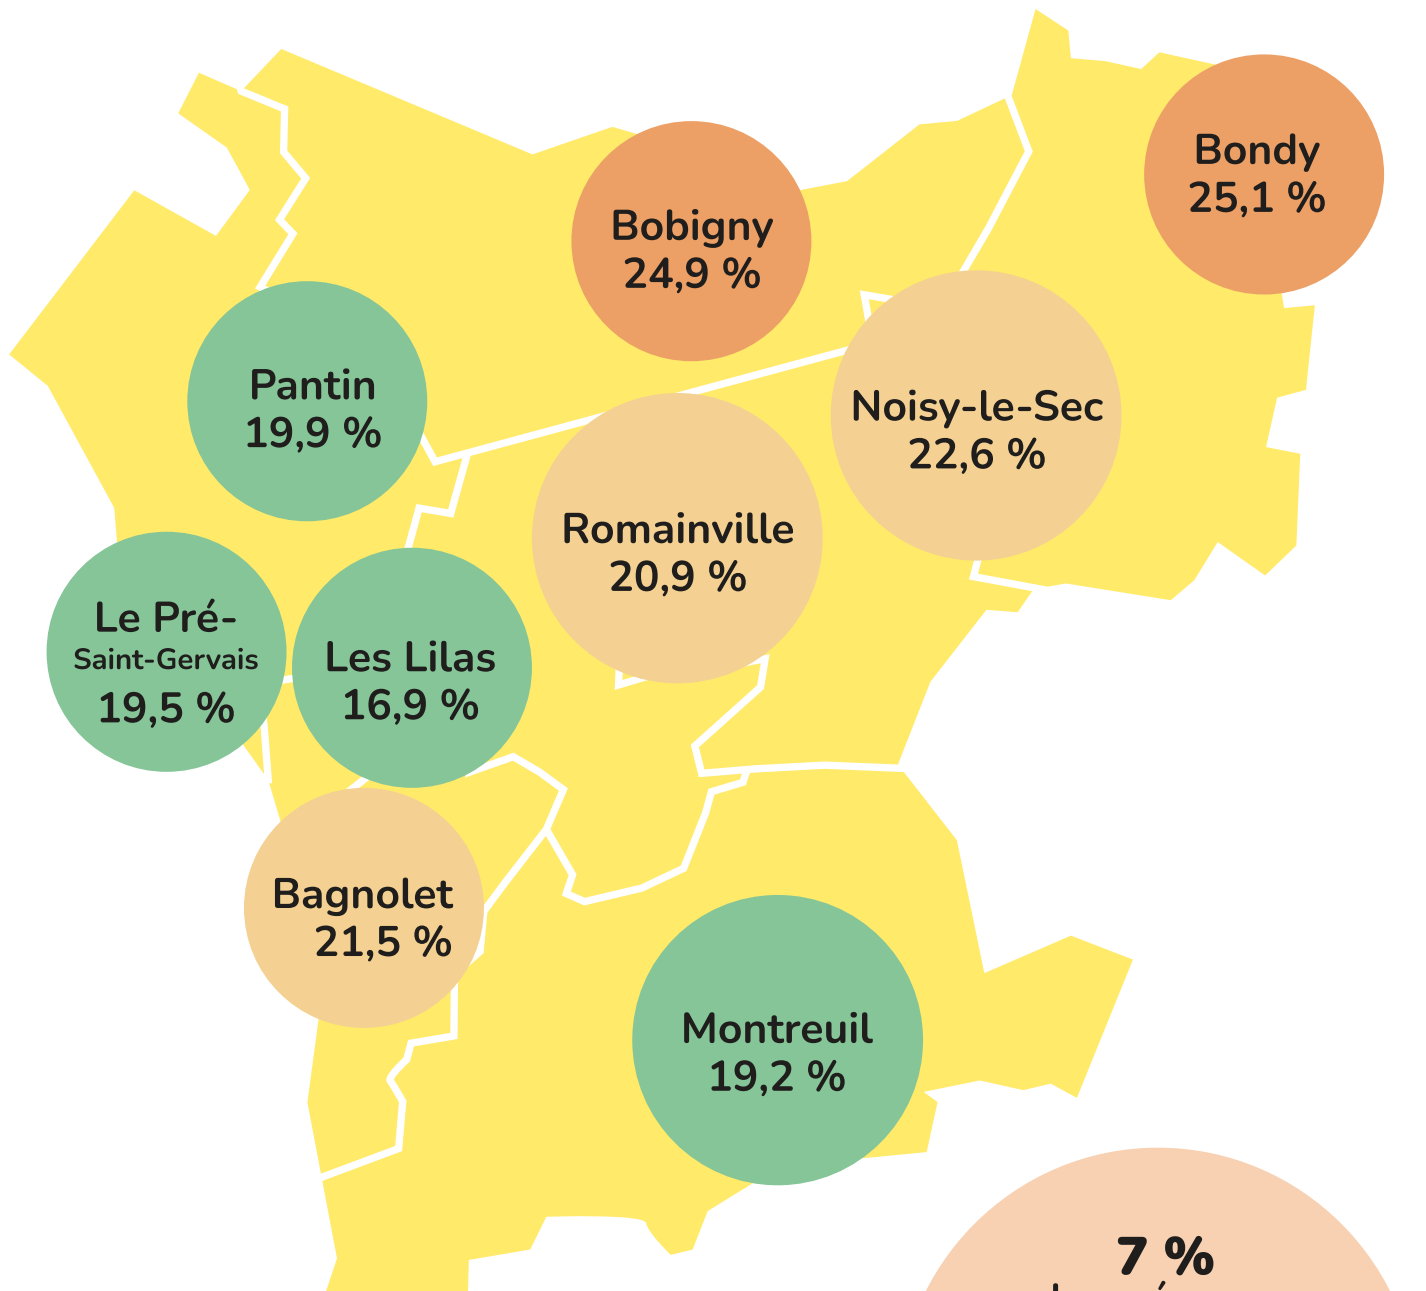 Bondy
25,1 %
Bobigny
24,9 %
Pantin
19,9 %
Noisy-le-Sec
22,6 %
Romainville
20,9 %
Le Pré-
Saint-Gervais
19,5 %
Les Lilas
16,9 %
Bagnolet
21,5 %
Montreuil
19,2 %
7 %